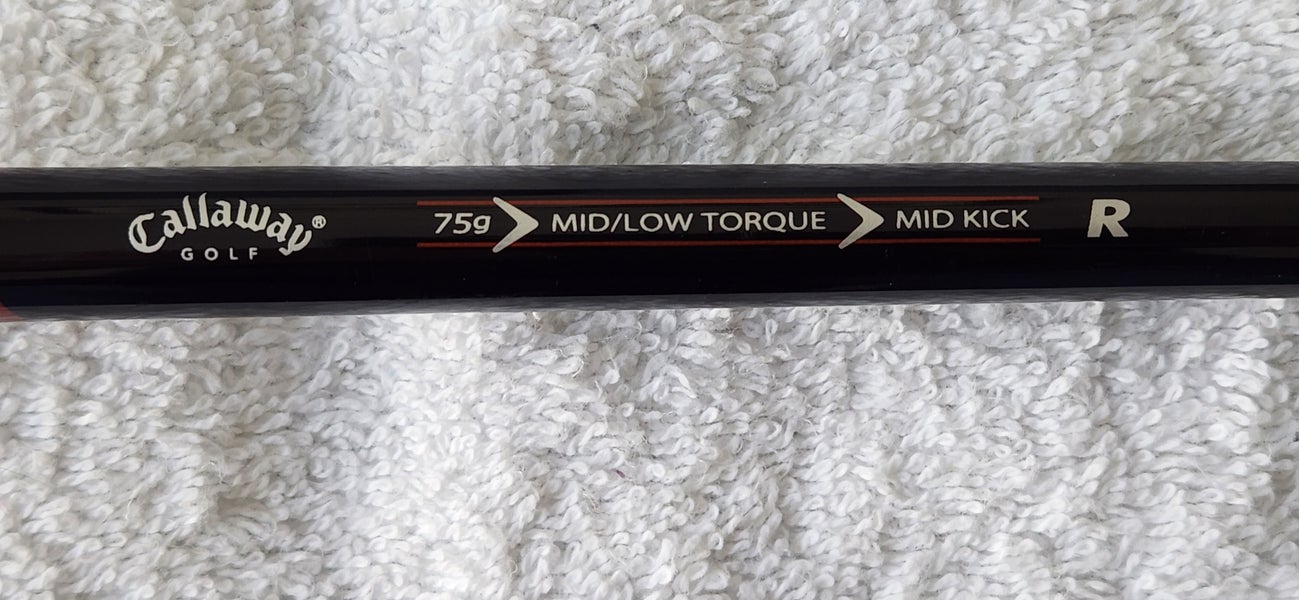 Callaway®
GOLF
75g > MID/LOW TORQUE > MID KICK R